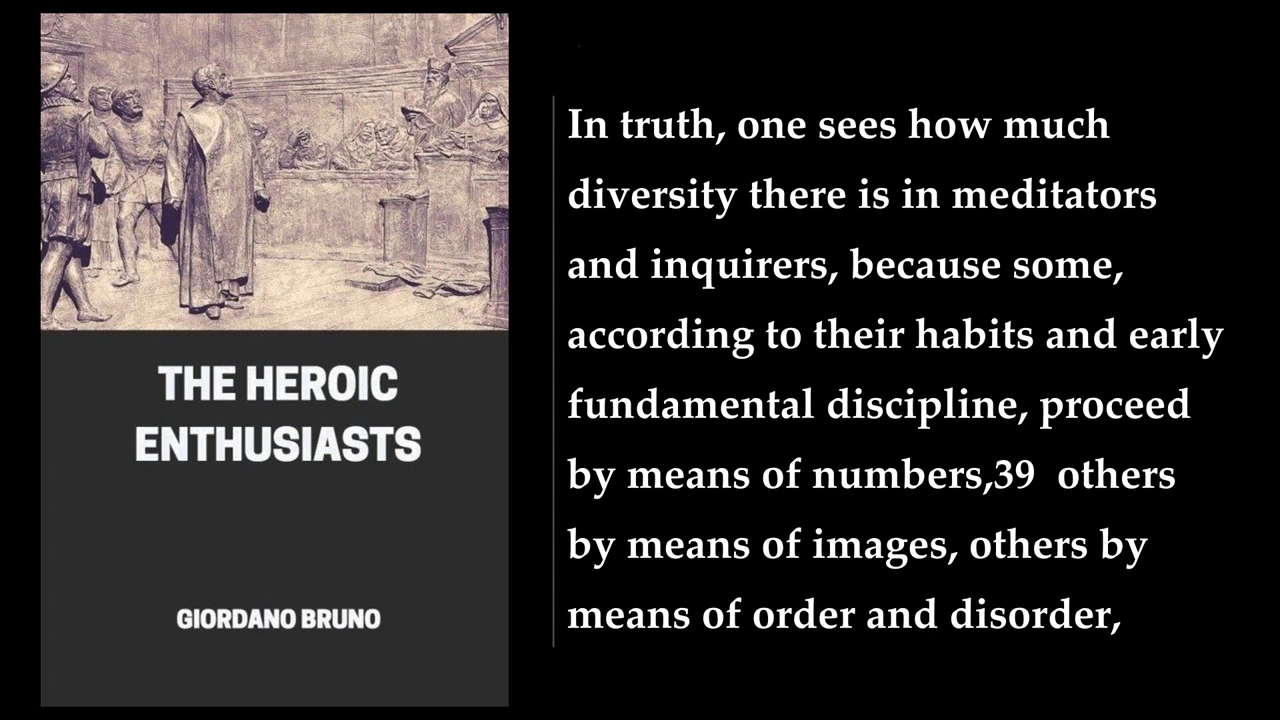 THE HEROIC
ENTHUSIASTS
GIORDANO BRUNO
In truth, one sees how much
diversity there is in meditators
and inquirers, because some,
according to their habits and early
fundamental discipline, proceed
by means of numbers,39  others
by means of images, others by
means of order and disorder,